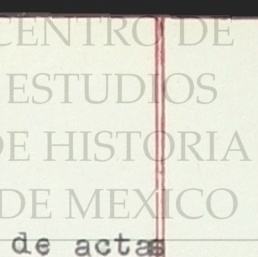 CENTRO DE
ESTUDIOS
DE HISTORIA
DE MEXICO
de actas